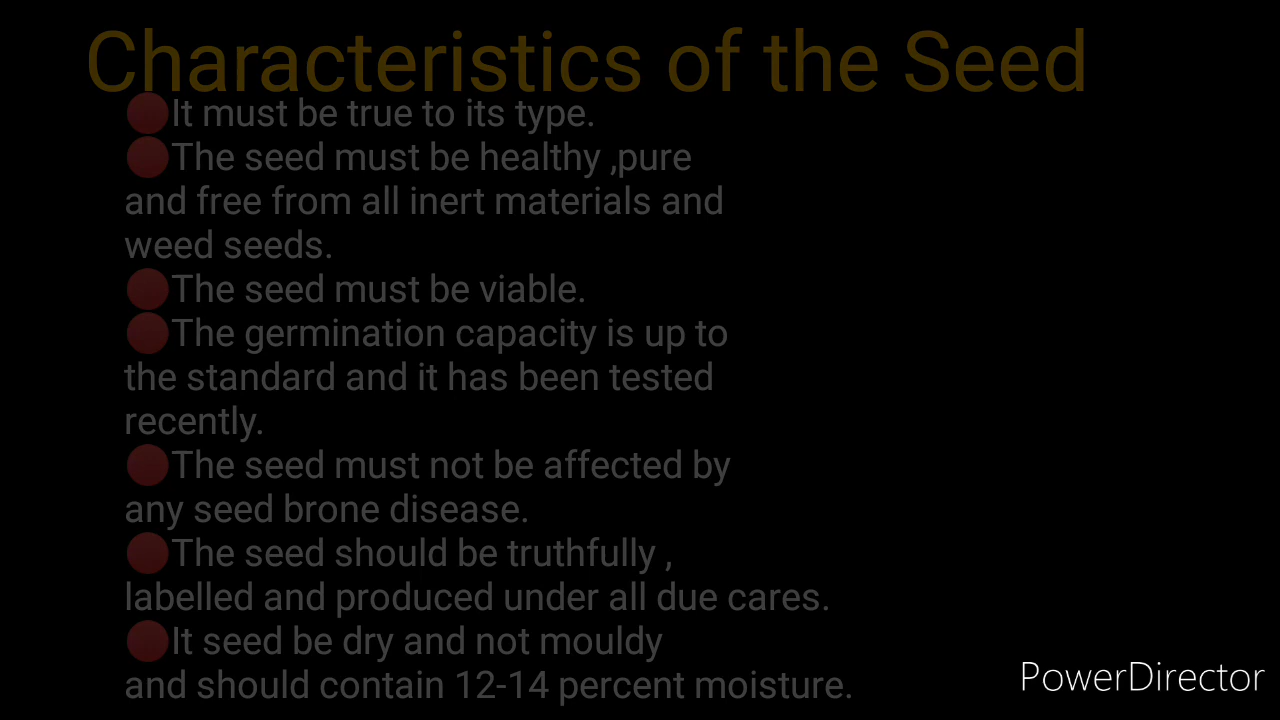 Characteristics of the Seed
🔴It must be true to its type.
🔴The seed must be healthy ,pure
and free from all inert materials and
weed seeds.
🔴The seed must be viable.
🔴The germination capacity is up to
the standard and it has been tested
recently.
🔴The seed must not be affected by
any seed brone disease.
🔴The seed should be truthfully ,
labelled and produced under all due cares.
🔴It seed be dry and not mouldy
and should contain 12-14 percent moisture.
PowerDirector